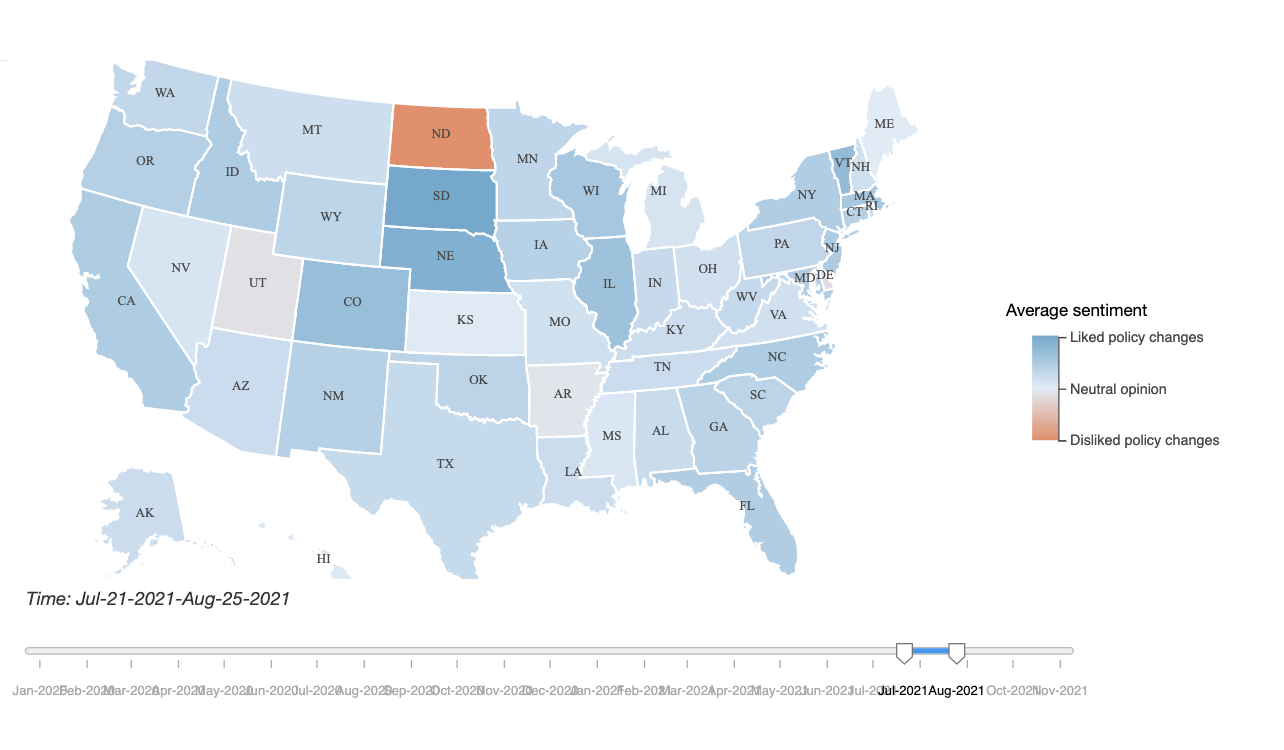 WA
MT
ND
MN
ME
OR
ID
SD
WI
MI
VT
NH
NY
MA
RI
CT
WY
NE
IA
PA
NJ
NV
UT
CO
IL
IN
OH
MD
DE
WV
CA
KS
MO
KY
VA
AZ
NM
OK
AR
TN
NC
SC
MS
AL
GA
TX
LA
FL
AK
HI
Average sentiment
Liked policy changes
Neutral opinion
Disliked policy changes
Time: Jul-21-2021-Aug-25-2021
Jan-2020 Feb-2020 Mar-2020 Apr-2020 May-2020 Jun-2020 Jul-2020 Aug-2020 Sep-2020 Oct-2020 Nov-2020 Dec-2020 Jan-2021 Feb-2021 Mar-2021 Apr-2021 May-2021 Jun-2021 Jul-2021 Jul-2021 Aug-2021 Oct-2021 Nov-2021